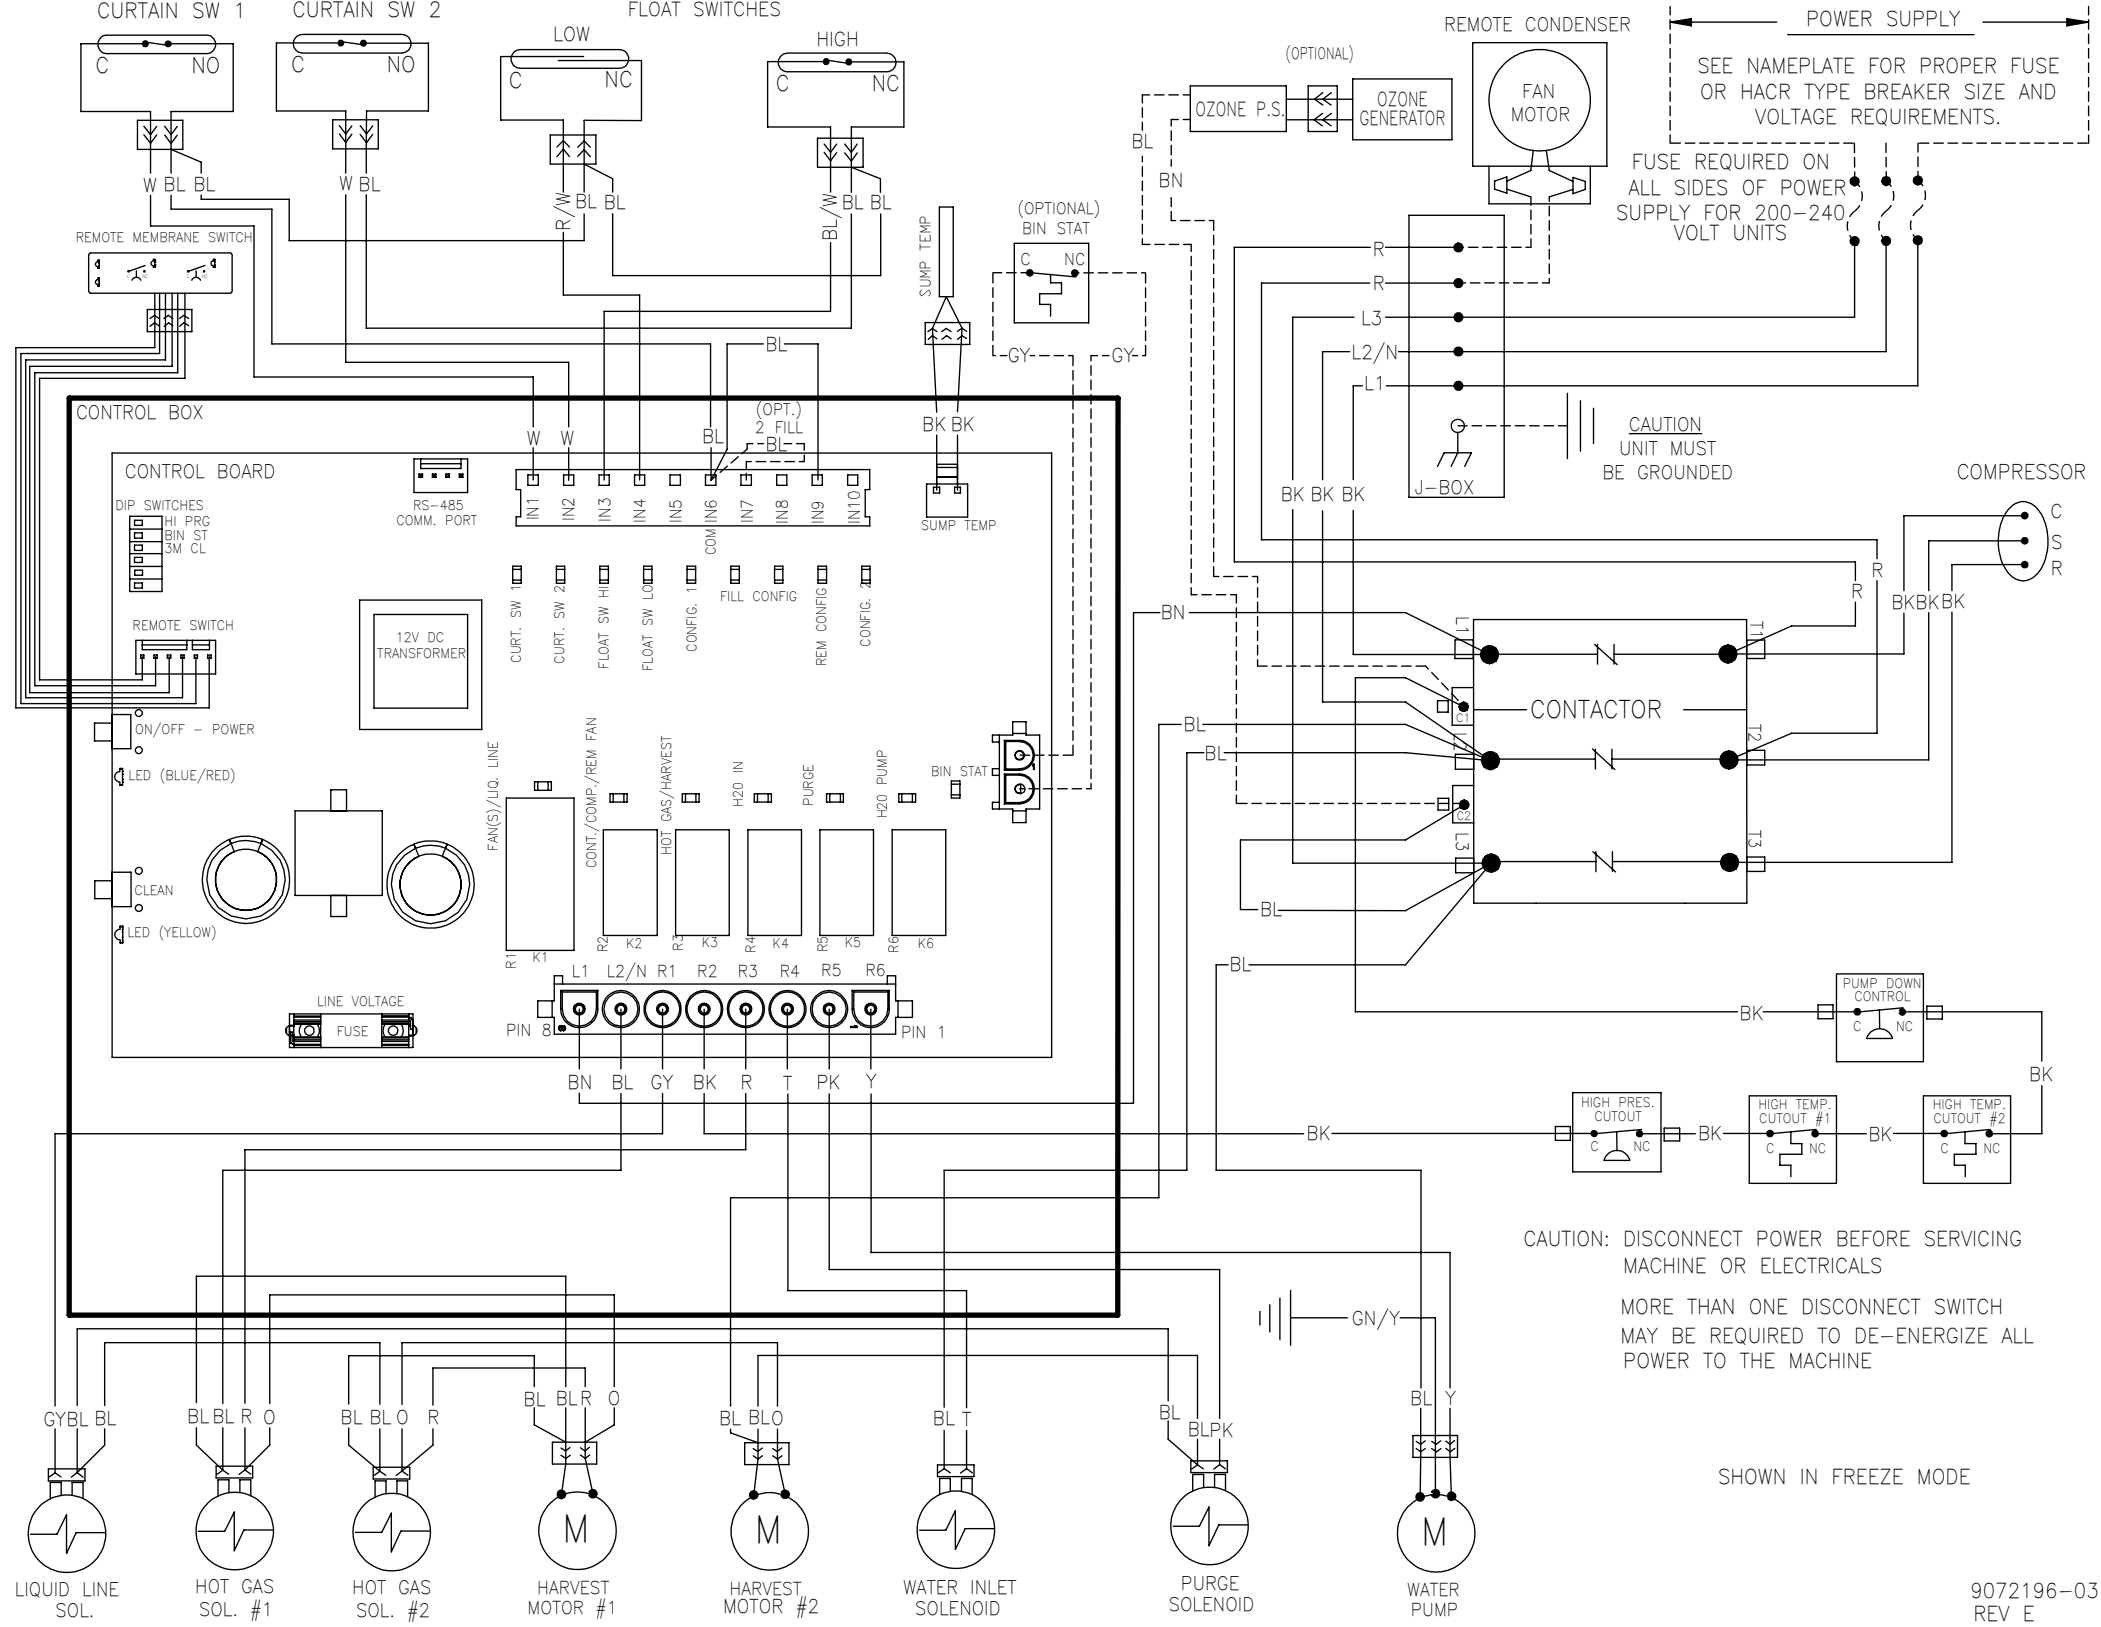 CURTAIN SW 1
CURTAIN SW 2
FLOAT SWITCHES
LOW
HIGH
C
NO
C
NO
C
NC
C
NC
W BL BL
W BL
R/W
BL BL
BL/W
BL BL
REMOTE MEMBRANE SWITCH
C
NC
C
NC
SUMP TEMP
(OPTIONAL)
BIN STAT
C
NC
GY
GY
BL
BK BK
(OPTIONAL)
OZONE P.S.
OZONE
GENERATOR
BL
BN
REMOTE CONDENSER
FAN
MOTOR
POWER SUPPLY
SEE NAMEPLATE FOR PROPER FUSE
OR HACR TYPE BREAKER SIZE AND
VOLTAGE REQUIREMENTS.
FUSE REQUIRED ON
ALL SIDES OF POWER
SUPPLY FOR 200-240
VOLT UNITS
R
R
L3
L2/N
L1
J-BOX
CAUTION
UNIT MUST
BE GROUNDED
BK BK BK
COMPRESSOR
C
S
R
R
R
BK BK BK
CONTROL BOX
CONTROL BOARD
W
W
BL
(OPT.)
2 FILL
BL
DIP SWITCHES
HI PRG
BIN ST
3M CL
RS-485
COMM. PORT
IN1
IN2
IN3
IN4
IN5
COM IN6
IN7
IN8
IN9
IN10
SUMP TEMP
CURT. SW 1
CURT. SW 2
FLOAT SW HI
FLOAT SW LO
CONFIG. 1
FILL CONFIG
REM CONFIG
CONFIG. 2
REMOTE SWITCH
12V DC
TRANSFORMER
ON/OFF - POWER
LED (BLUE/RED)
CLEAN
LED (YELLOW)
FAN(S)/LIQ. LINE
CONT./COMP./REM FAN
HOT GAS/HARVEST
H20 IN
PURGE
H20 PUMP
BIN STAT
R1
K1
R2
K2
R3
K3
R4
K4
R5
K5
R6
K6
LINE VOLTAGE
FUSE
L1
L2/N
R1
R2
R3
R4
R5
R6
PIN 8
8
1
PIN 1
BN
BL
GY
BK
R
T
PK
Y
BN
BL
BL
BL
BL
L1
T1
C1
CONTACTOR
L2
T2
C2
L3
T3
BK
PUMP DOWN
CONTROL
C
NC
BK
BK
HIGH PRES.
CUTOUT
C
NC
BK
HIGH TEMP.
CUTOUT #1
C
NC
BK
HIGH TEMP.
CUTOUT #2
C
NC
CAUTION: DISCONNECT POWER BEFORE SERVICING
MACHINE OR ELECTRICALS
MORE THAN ONE DISCONNECT SWITCH
MAY BE REQUIRED TO DE-ENERGIZE ALL
POWER TO THE MACHINE
GN/Y
GY BL BL
BL BL R O
BL BL O R
BL BL R O
BL BL O
BL T
BL
BL PK
BL Y
M
M
M
LIQUID LINE
SOL.
HOT GAS
SOL. #1
HOT GAS
SOL. #2
HARVEST
MOTOR #1
HARVEST
MOTOR #2
WATER INLET
SOLENOID
PURGE
SOLENOID
WATER
PUMP
SHOWN IN FREEZE MODE
9072196-03
REV E